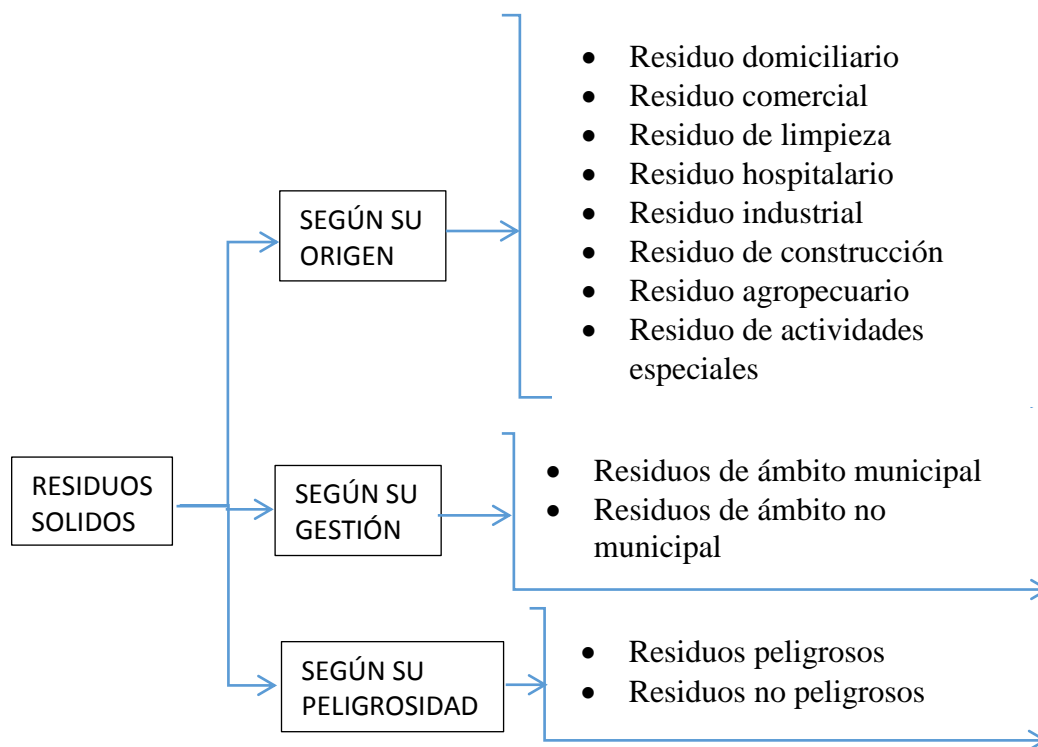 RESIDUOS
SOLIDOS
SEGÚN SU
ORIGEN
• Residuo domiciliario
• Residuo comercial
• Residuo de limpieza
• Residuo hospitalario
• Residuo industrial
• Residuo de construcción
• Residuo agropecuario
• Residuo de actividades
especiales
SEGÚN SU
GESTIÓN
• Residuos de ámbito municipal
• Residuos de ámbito no
municipal
SEGÚN SU
PELIGROSIDAD
• Residuos peligrosos
• Residuos no peligrosos